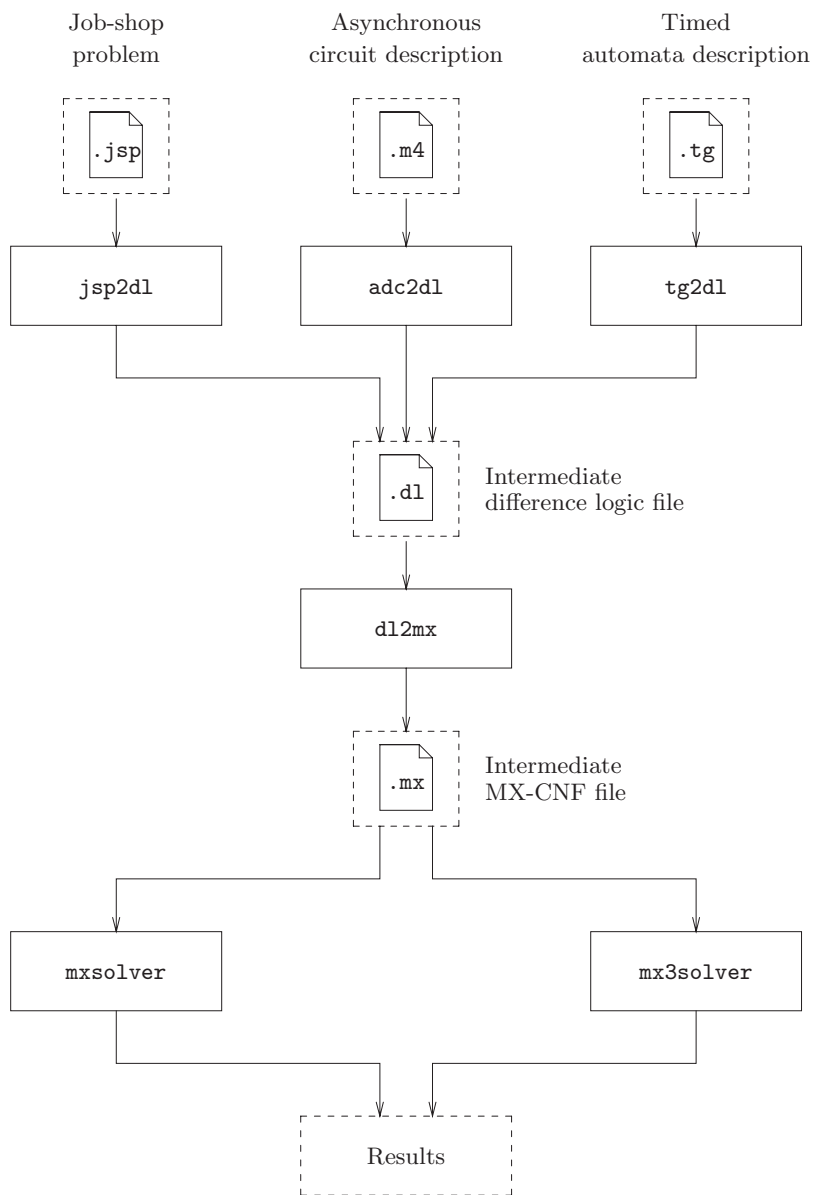 Job-shop
problem
Asynchronous
circuit description
Timed
automata description
.jsp
.m4
.tg
jsp2dl
adc2dl
tg2dl
.dl
Intermediate
difference logic file
dl2mx
.mx
Intermediate
MX-CNF file
mxsolver
mx3solver
Results